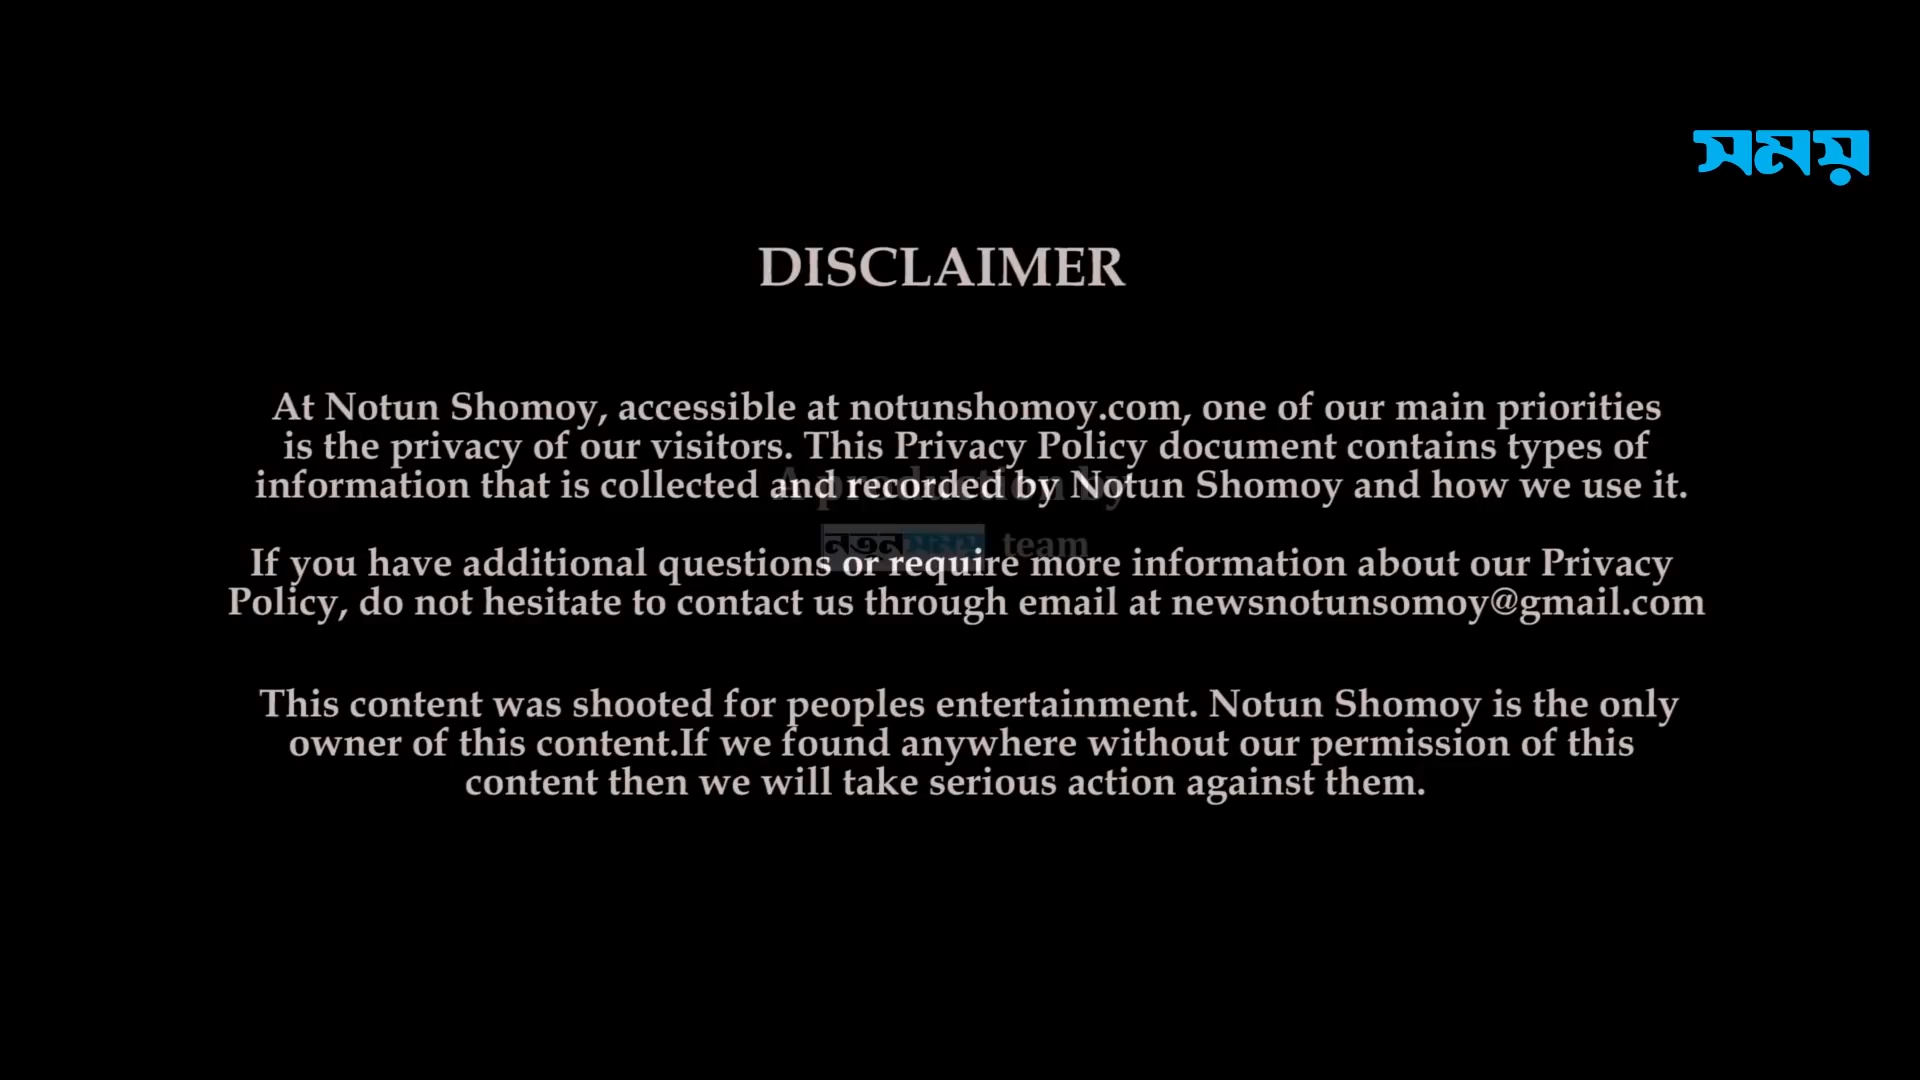 সময়
DISCLAIMER
At Notun Shomoy, accessible at notunshomoy.com, one of our main priorities
is the privacy of our visitors. This Privacy Policy document contains types of
information that is collected and recorded by Notun Shomoy and how we use it.
A production by
নতুনসময় team
If you have additional questions or require more information about our Privacy
Policy, do not hesitate to contact us through email at newsnotunsomoy@gmail.com
This content was shooted for peoples entertainment. Notun Shomoy is the only
owner of this content.If we found anywhere without our permission of this
content then we will take serious action against them.